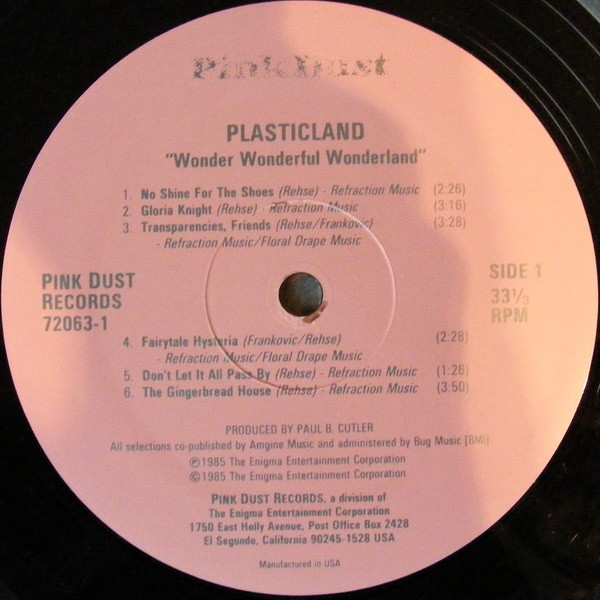 Pink Dust
PLASTICLAND
"Wonder Wonderful Wonderland"
1. No Shine For The Shoes (Rehse) - Refraction Music (2:26)
2. Gloria Knight (Rehse) - Refraction Music (3:16)
3. Transparencies, Friends (Rehse/Frankovic) (3:28)
- Refraction Music/Floral Drape Music
PINK DUST
RECORDS
72063-1
SIDE 1
33⅓
RPM
4. Fairytale Hysteria (Frankovic/Rehse) (2:28)
- Refraction Music/Floral Drape Music
5. Don't Let It All Pass By (Rehse) - Refraction Music (1:26)
6. The Gingerbread House (Rehse) - Refraction Music (3:50)
PRODUCED BY PAUL B. CUTLER
All selections co-published by Amgine Music and administered by Bug Music [BMI]
℗1985 The Enigma Entertainment Corporation
©1985 The Enigma Entertainment Corporation
PINK DUST RECORDS, a division of
The Enigma Entertainment Corporation
1750 East Holly Avenue, Post Office Box 2428
El Segundo, California 90245-1528 USA
Manufactured in USA